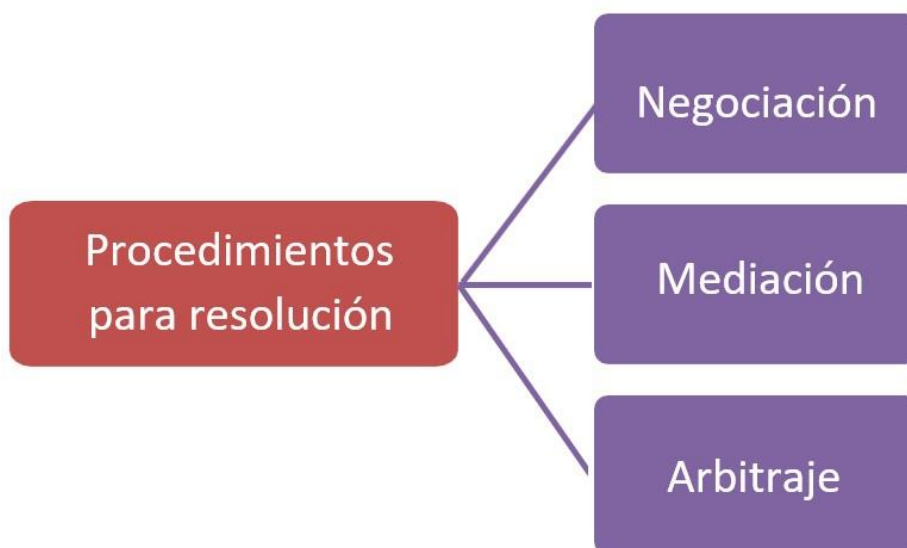 Negociación
Procedimientos
para resolución
Mediación
Arbitraje